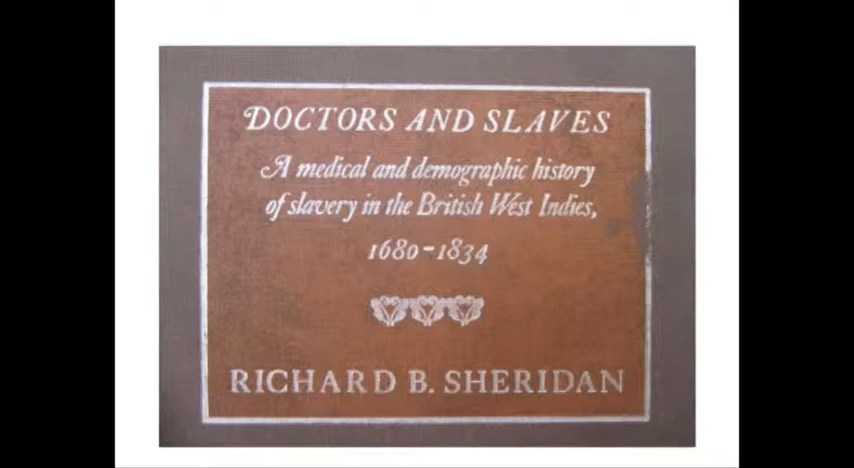 DOCTORS AND SLAVES
A medical and demographic history
of slavery in the British West Indies,
1680-1834
RICHARD B. SHERIDAN